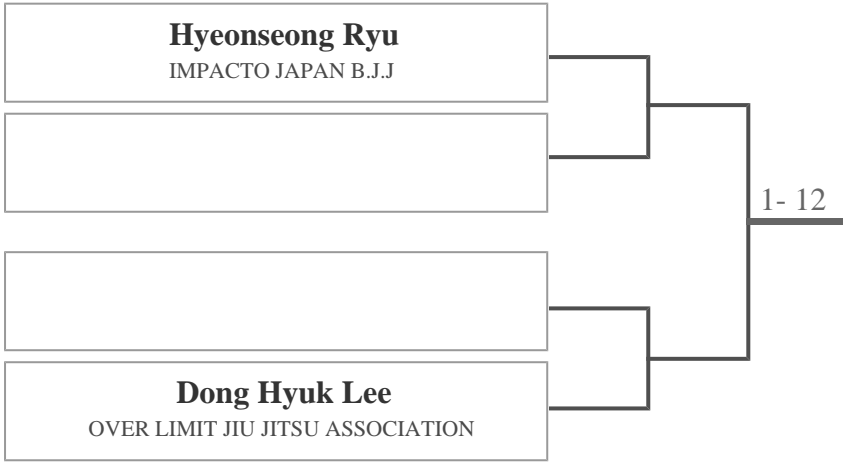 Hyeonseong Ryu
IMPACTO JAPAN B.J.J
1- 12
Dong Hyuk Lee
OVER LIMIT JIU JITSU ASSOCIATION